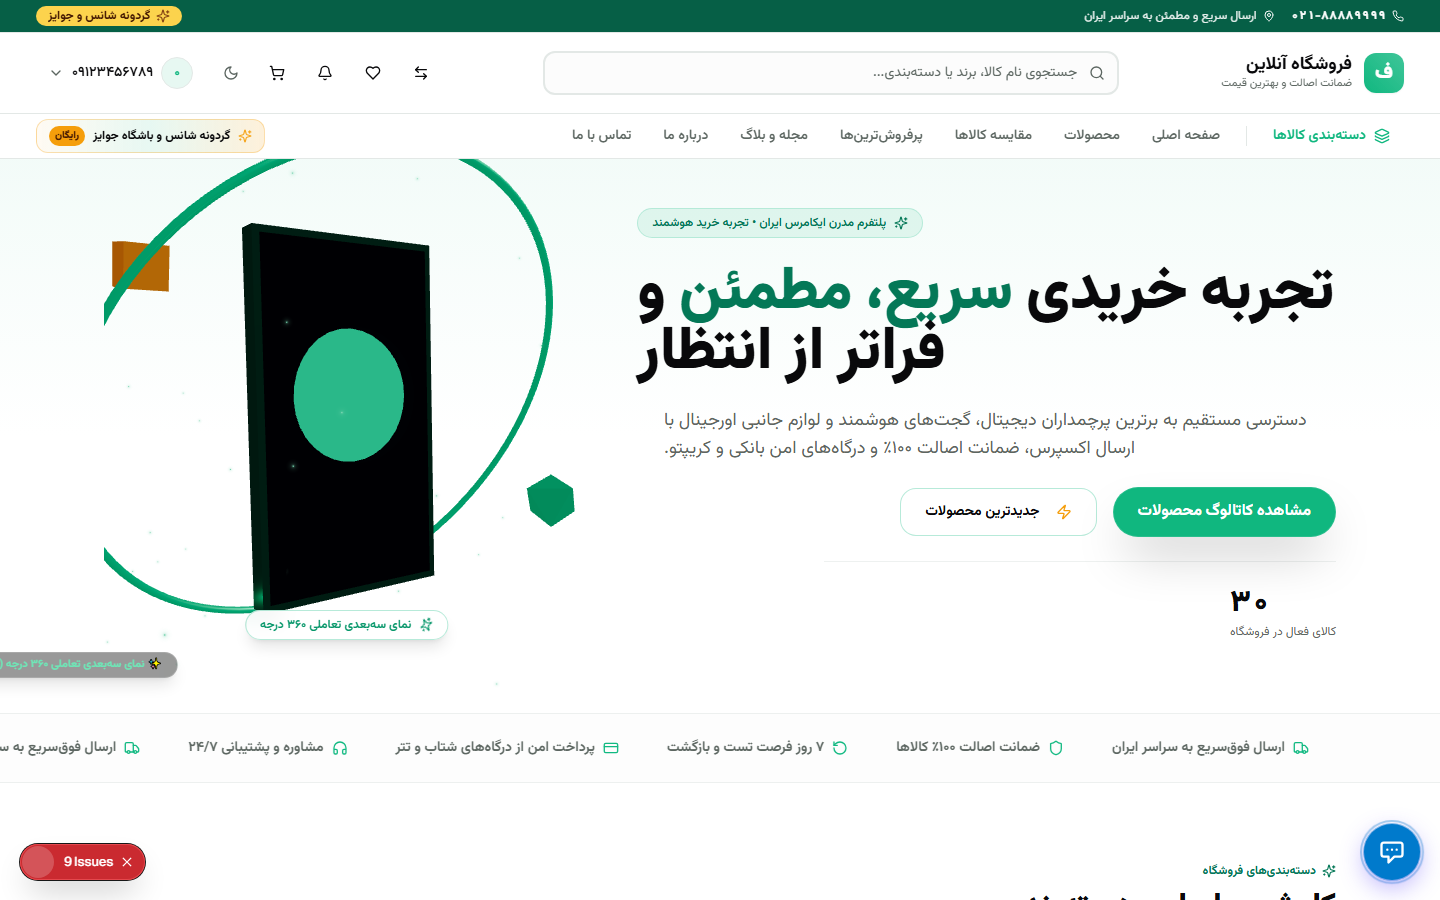 ۰۲۱-۸۸۸۸۹۹۹۹
ارسال سریع و مطمئن به سراسر ایران
گردونه شانس و جوایز
ف
فروشگاه آنلاین
ضمانت اصالت و بهترین قیمت
جستجوی نام کالا، برند یا دسته‌بندی...
۰
۰۹۱۲۳۴۵۶۷۸۹
دسته‌بندی کالاها
صفحه اصلی
محصولات
مقایسه کالاها
پرفروش‌ترین‌ها
مجله و بلاگ
درباره ما
تماس با ما
گردونه شانس و باشگاه جوایز
رایگان
پلتفرم مدرن ایکامرس ایران • تجربه خرید هوشمند
تجربه خریدی سریع، مطمئن و
فراتر از انتظار
دسترسی مستقیم به برترین پرچمداران دیجیتال، گجت‌های هوشمند و لوازم جانبی اورجینال با
ارسال اکسپرس، ضمانت اصالت ۱۰۰٪ و درگاه‌های امن بانکی و کریپتو.
مشاهده کاتالوگ محصولات
جدیدترین محصولات
۳۰
کالای فعال در فروشگاه
نمای سه‌بعدی تعاملی ۳۶۰ درجه
نمای سه‌بعدی تعاملی ۳۶۰ درجه (
ارسال فوق‌سریع به سراسر ایران
ضمانت اصالت ۱۰۰٪ کالاها
۷ روز فرصت تست و بازگشت
پرداخت امن از درگاه‌های شتاب و تتر
مشاوره و پشتیبانی ۲۴/۷
ارسال فوق‌سریع به س
دسته‌بندی‌های فروشگاه
9 Issues